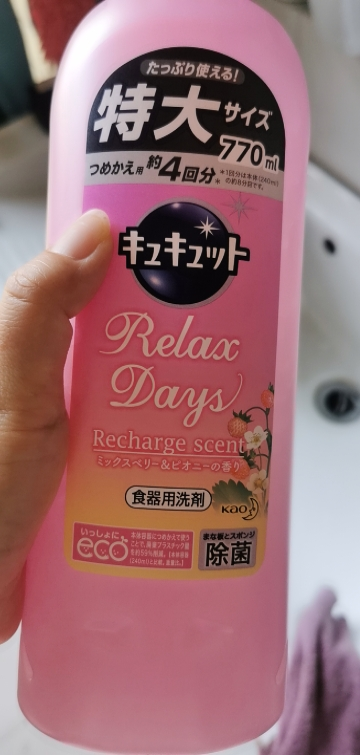 たっぷり使える!
特大サイズ
770ml
つめかえ用 約4回分*
キュキュット
Relax
Days
Recharge scent
ミックスベリー&ピオニーの香り
食器用洗剤
Kao
いっしょに
eco
まな板とスポンジ
除菌